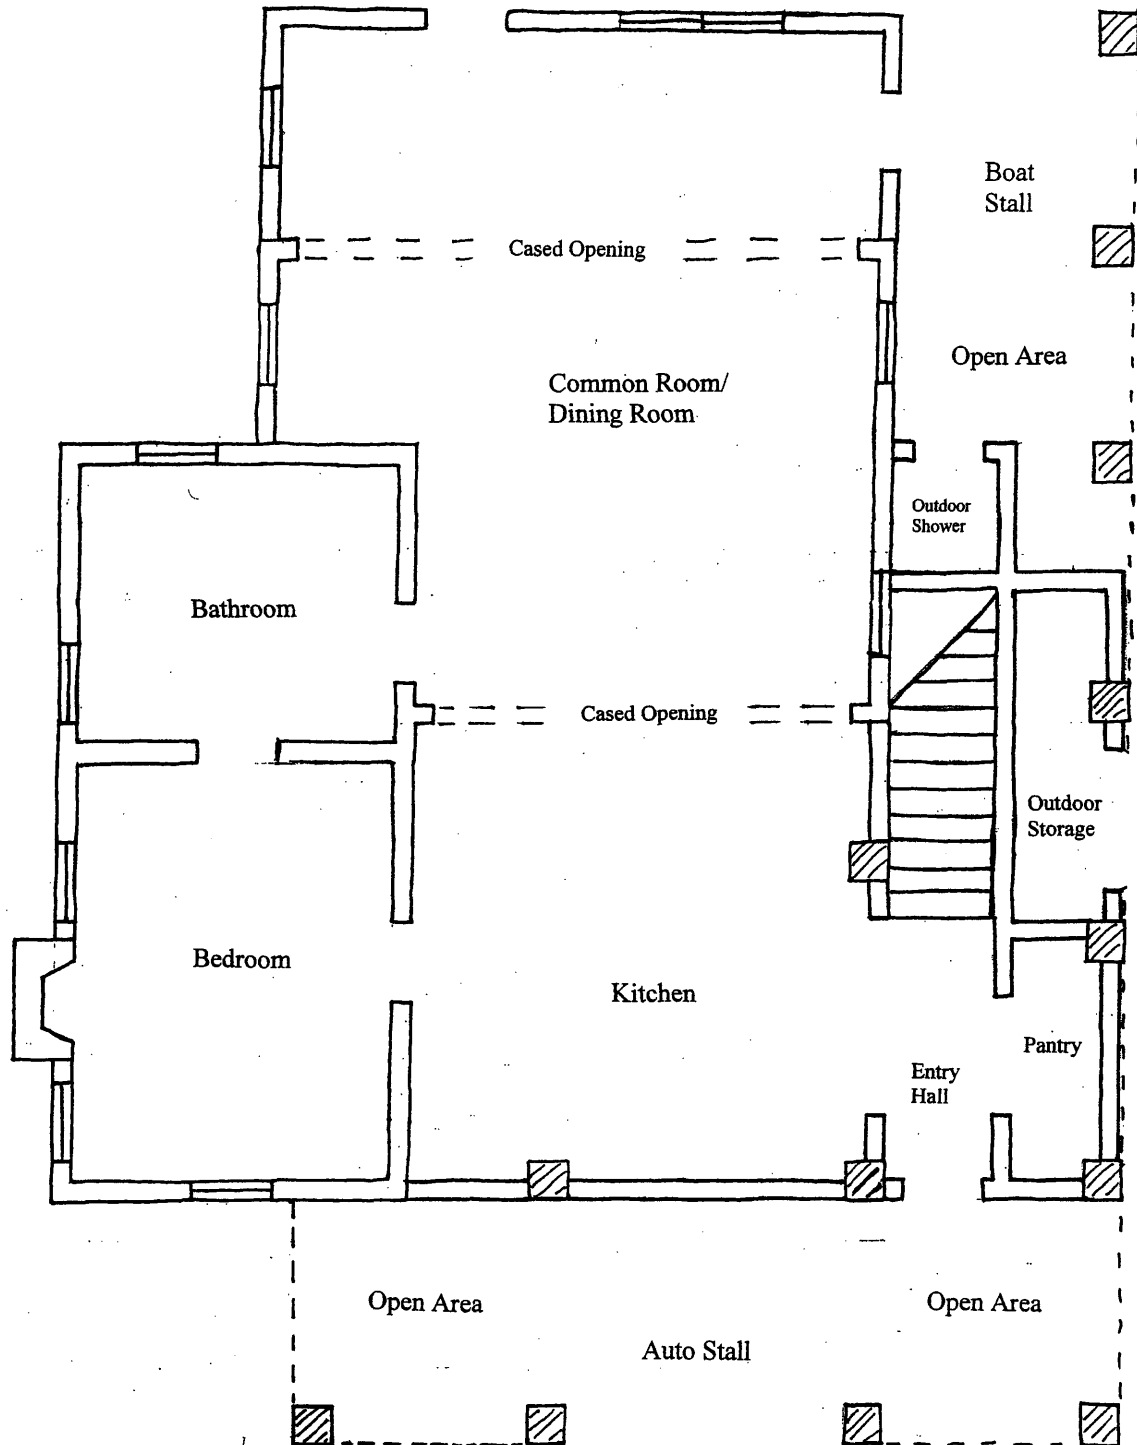 Boat
Stall
Cased Opening
Open Area
Common Room/
Dining Room
Outdoor
Shower
Bathroom
Cased Opening
Outdoor
Storage
Bedroom
Kitchen
Pantry
Entry
Hall
Open Area
Open Area
Auto Stall